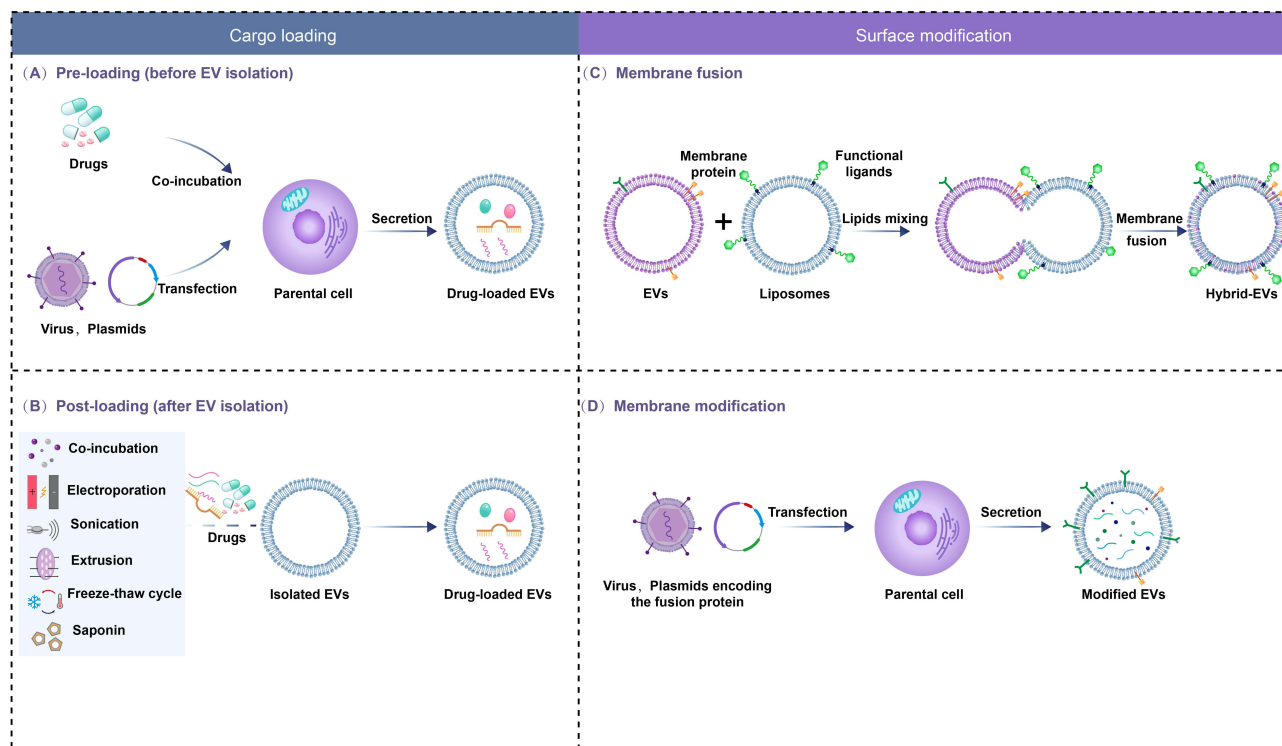 Cargo loading
Surface modification
（A） Pre-loading (before EV isolation)
Drugs
Co-incubation
Secretion
Transfection
Parental cell
Drug-loaded EVs
Virus，Plasmids
（C） Membrane fusion
Membrane
protein
Functional
ligands
+
Lipids mixing
Membrane
fusion
EVs
Liposomes
Hybrid-EVs
（B） Post-loading (after EV isolation)
Co-incubation
+ -
Electroporation
Sonication
Extrusion
Freeze-thaw cycle
Saponin
Drugs
Isolated EVs
Drug-loaded EVs
（D） Membrane modification
Transfection
Secretion
Virus，Plasmids encoding
the fusion protein
Parental cell
Modified EVs